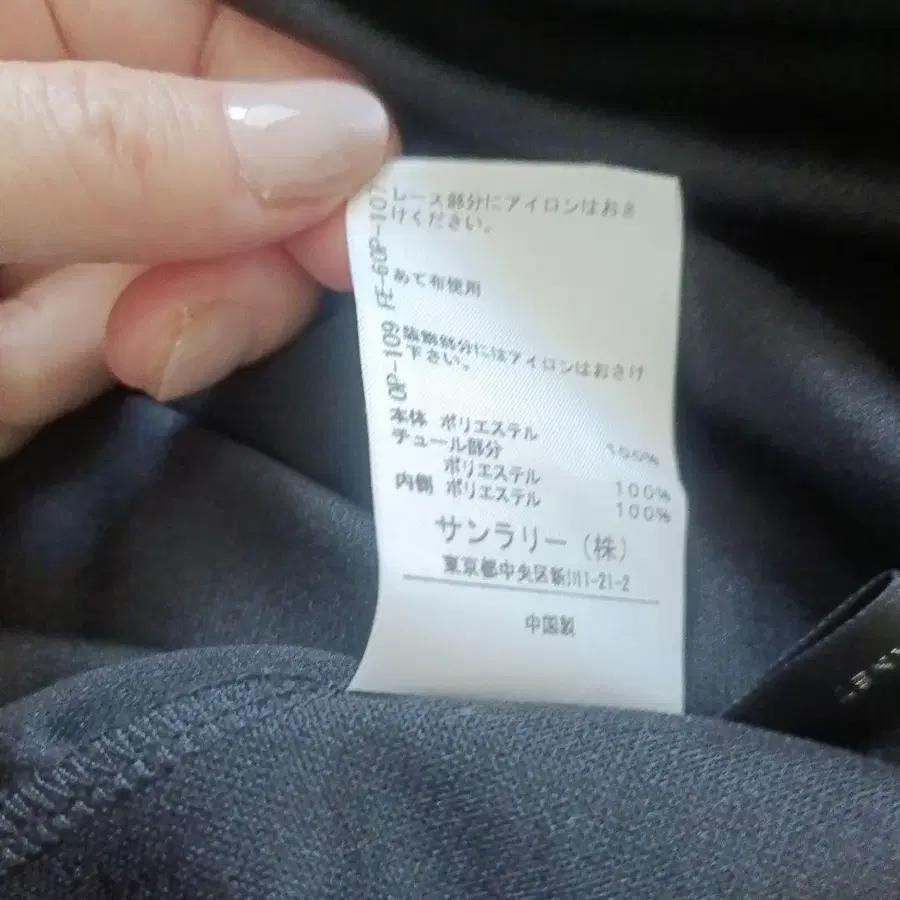 レース部分にアイロンはおさ
けください。
あて布使用
装飾部分にはアイロンはおさけ
下さい。
本体 ポリエステル 100%
チュール部分
ポリエステル 100%
内側 ポリエステル 100%
サンラリー(株)
東京都中央区新川1-21-2
中国製
OP-109